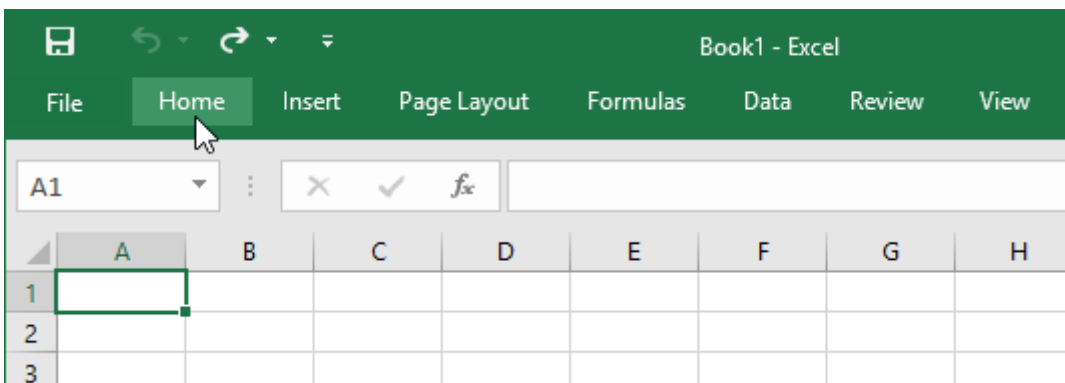 Book1 - Excel
File Home Insert Page Layout Formulas Data Review View
A1 fx
A B C D E F G H
1
2
3